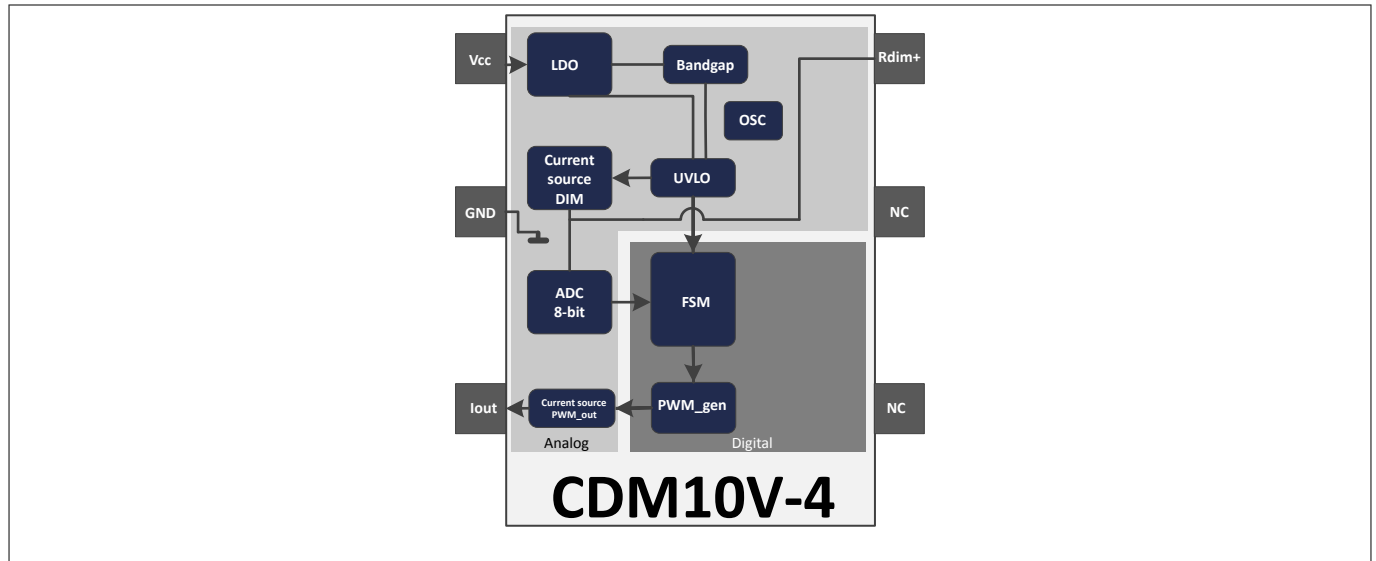 Vcc
LDO
Bandgap
Rdim+
OSC
Current
source
DIM
UVLO
GND
NC
ADC
8-bit
FSM
Iout
Current source
PWM_out
PWM_gen
NC
Analog
Digital
CDM10V-4